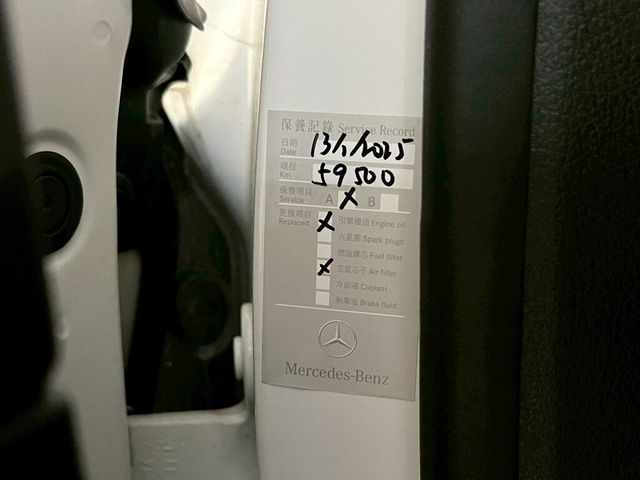 保養記錄 Service Record
日期 13/1/2025
Date
哩程 59500
Km
保養項目 A X B
Service
更換項目 X 引擎機油 Engine oil
Replaced
火星塞 Spark plugs
燃油濾芯 Fuel filter
X 空氣芯子 Air filter
冷却液 Coolant
刹車油 Brake fluid
Mercedes-Benz